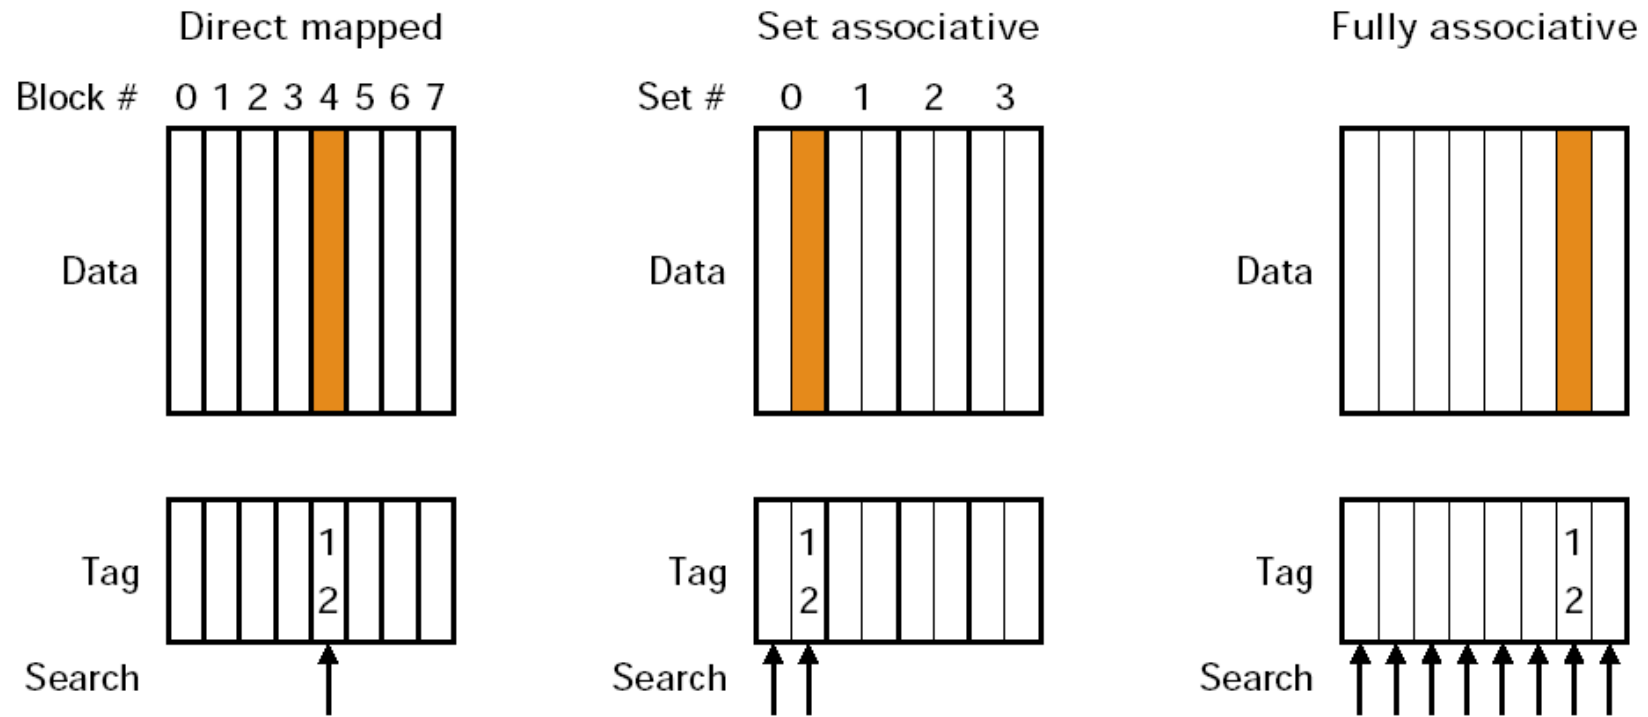 Direct mapped
Block # 0 1 2 3 4 5 6 7
Data
Tag
1
2
Search
Set associative
Set # 0 1 2 3
Data
Tag
1
2
Search
Fully associative
Data
Tag
1
2
Search